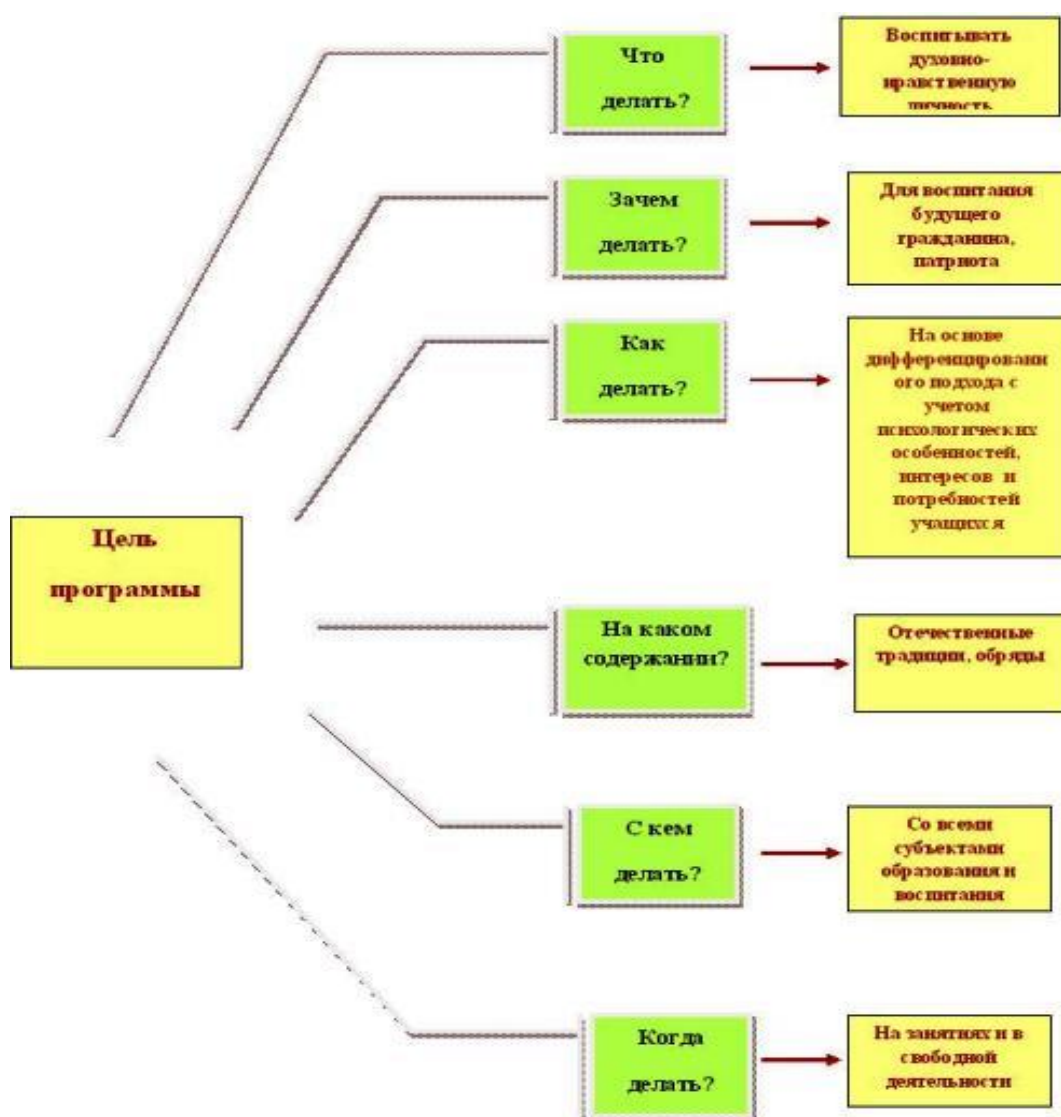 Что
делать?
Воспитывать
духовно-
нравственную
личность
Зачем
делать?
Для воспитания
будущего
гражданина,
патриота
Как
делать?
На основе
дифференцированн
ого подхода с
учетом
психологических
особенностей,
интересов и
потребностей
учащихся
Цель
программы
На каком
содержании?
Отечественные
традиции, обряды
С кем
делать?
Со всеми
субъектами
образования и
воспитания
Когда
делать?
На занятиях и в
свободной
деятельности